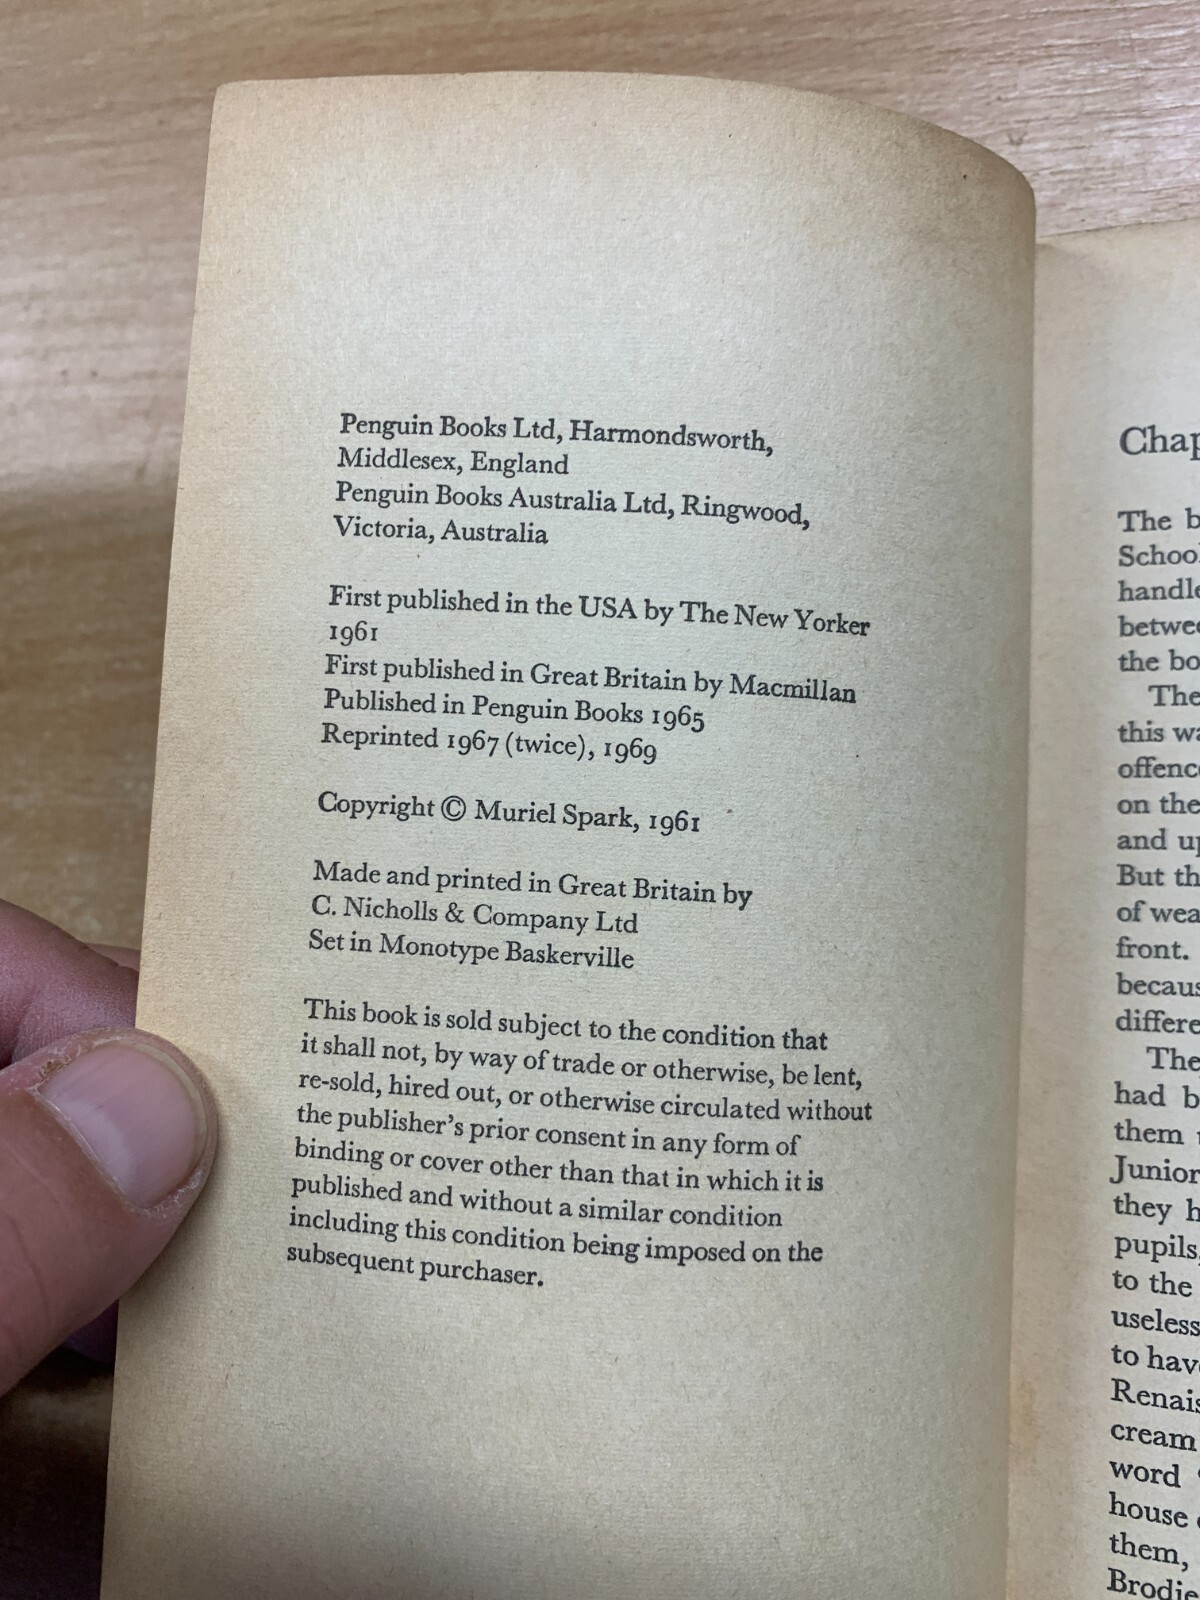 Penguin Books Ltd, Harmondsworth,
Middlesex, England
Penguin Books Australia Ltd, Ringwood,
Victoria, Australia
First published in the USA by The New Yorker
1961
First published in Great Britain by Macmillan
Published in Penguin Books 1965
Reprinted 1967 (twice), 1969
Copyright © Muriel Spark, 1961
Made and printed in Great Britain by
C. Nicholls & Company Ltd
Set in Monotype Baskerville
This book is sold subject to the condition that
it shall not, by way of trade or otherwise, be lent,
re-sold, hired out, or otherwise circulated without
the publisher's prior consent in any form of
binding or cover other than that in which it is
published and without a similar condition
including this condition being imposed on the
subsequent purchaser.
Chap
The b
School
handle
betwee
the bo
The
this wa
offence
on the
and up
But th
of wea
front.
becaus
differe
The
had b
them
Junior
they h
pupils,
to the
useless
to have
Renais
cream
word
house
them,
Brodie